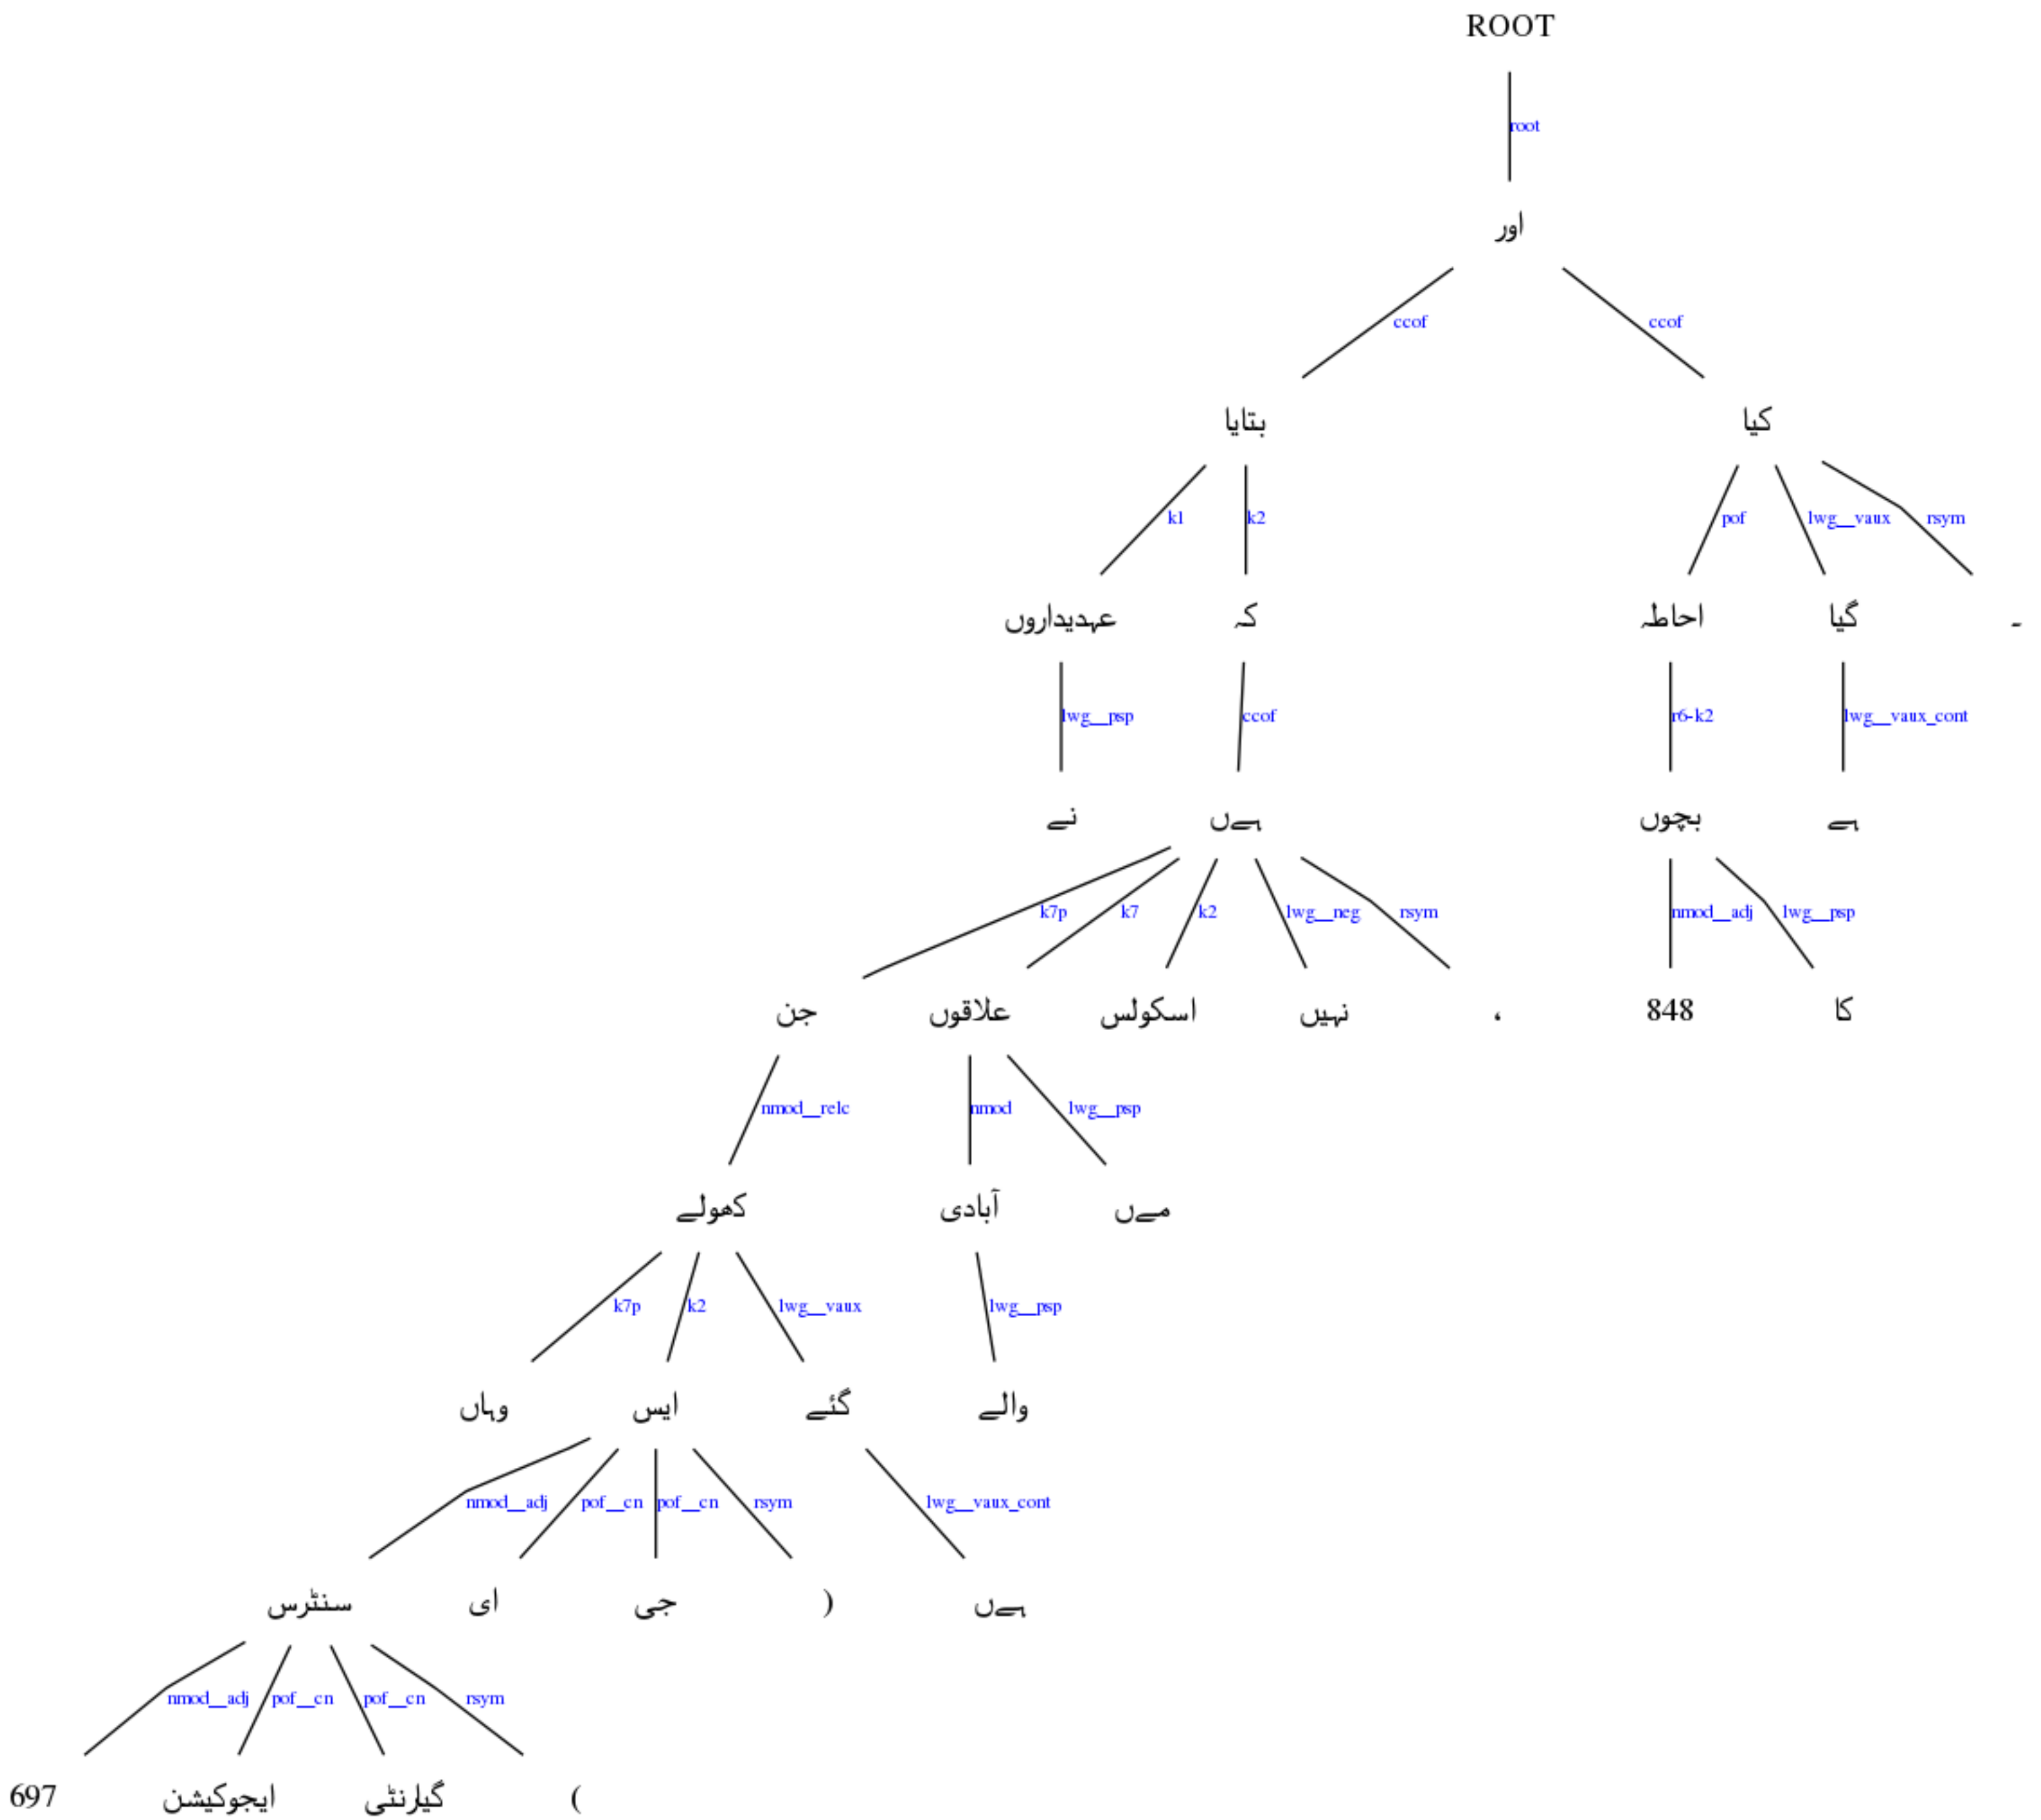 ROOT
root
اور
ccof ccof
بتایا کیا
k1 k2 pof lwg__vaux rsym
عہدیداروں کہ احاطہ گیا ۔
lwg__psp ccof r6-k2 lwg__vaux_cont
نے ہےں بچوں ہے
k7p k7 k2 lwg__neg rsym nmod__adj lwg__psp
جن علاقوں اسکولس نہیں ، 848 کا
nmod__relc nmod lwg__psp
کھولے آبادی مےں
k7p k2 lwg__vaux lwg__psp
وہاں ایس گئے والے
nmod__adj pof__cn pof__cn rsym lwg__vaux_cont
سنٹرس ای جی ) ہےں
nmod__adj pof__cn pof__cn rsym
697 ایجوکیشن گیارنٹی (